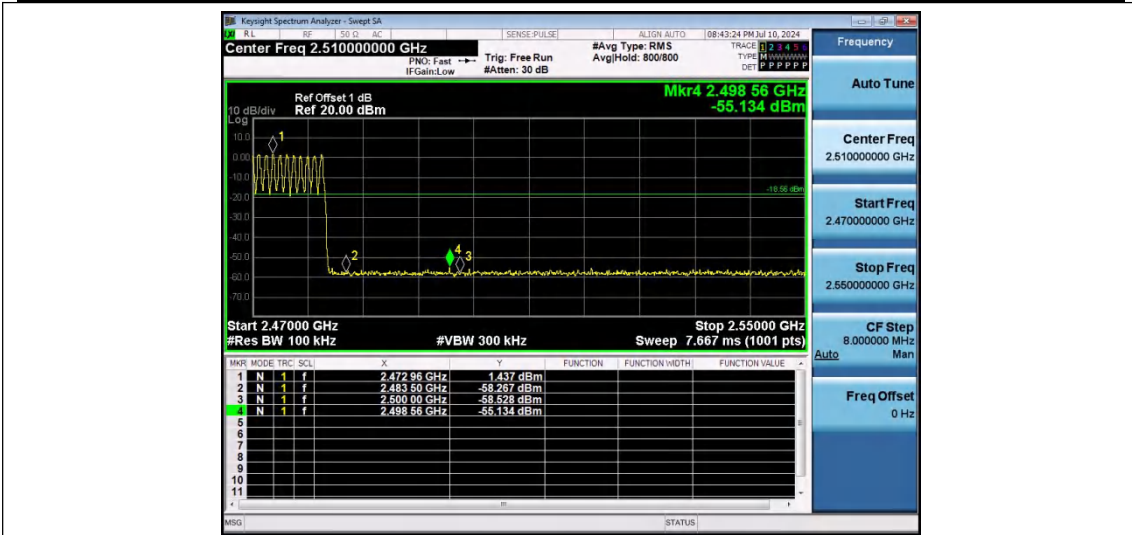 Keysight Spectrum Analyzer - Swept SA
RL RF 50 Ω AC SENSE:PULSE ALIGN AUTO 08:43:24 PM Jul 10, 2024
Center Freq 2.510000000 GHz
PNO: Fast Trig: Free Run
IFGain:Low #Atten: 30 dB
#Avg Type: RMS
Avg|Hold: 800/800
TRACE 1 2 3 4 5 6
TYPE M W W W W W
DET P P P P P P
Frequency
Mkr4 2.498 56 GHz
-55.134 dBm
Ref Offset 1 dB
10 dB/div Ref 20.00 dBm
Log
10.0
0.00
-10.0
-20.0
-30.0
-40.0
-50.0
-60.0
-70.0
1
2
4
3
-18.56 dBm
Start 2.47000 GHz Stop 2.55000 GHz
#Res BW 100 kHz #VBW 300 kHz Sweep 7.667 ms (1001 pts)
MKR MODE TRC SCL X Y FUNCTION FUNCTION WIDTH FUNCTION VALUE
1 N 1 f 2.472 96 GHz 1.437 dBm
2 N 1 f 2.483 50 GHz -58.267 dBm
3 N 1 f 2.500 00 GHz -58.528 dBm
4 N 1 f 2.498 56 GHz -55.134 dBm
5
6
7
8
9
10
11
MSG STATUS
Auto Tune
Center Freq
2.510000000 GHz
Start Freq
2.470000000 GHz
Stop Freq
2.550000000 GHz
CF Step
8.000000 MHz
Auto Man
Freq Offset
0 Hz